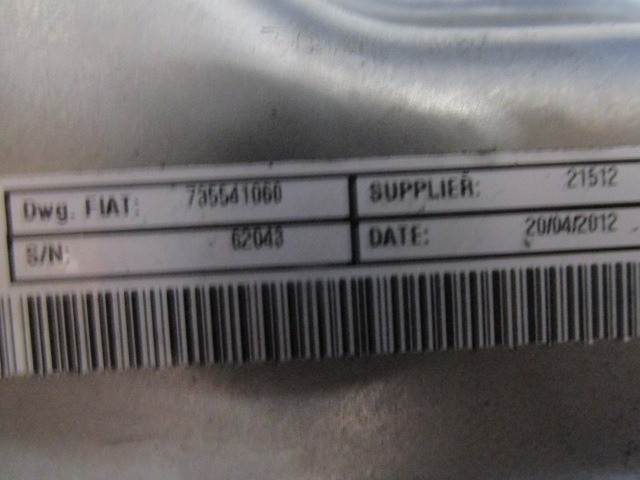 Dwg. FIAT: 735541060 SUPPLIER: 21512
S/N: 62043 DATE: 20/04/2012